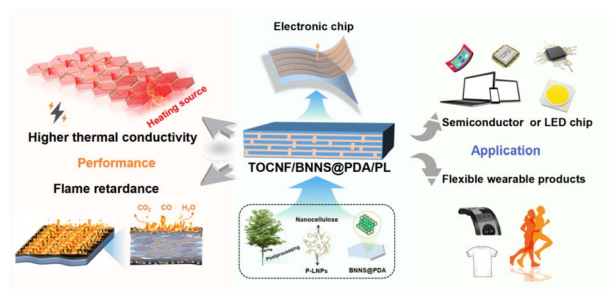 Heating source
Higher thermal conductivity
Performance
Flame retardance
CO₂ CO H₂O
Electronic chip
TOCNF/BNNS@PDA/PL
Nanocellulose
Postprocessing
P-LNPs
BNNS@PDA
Semiconductor or LED chip
Application
Flexible wearable products